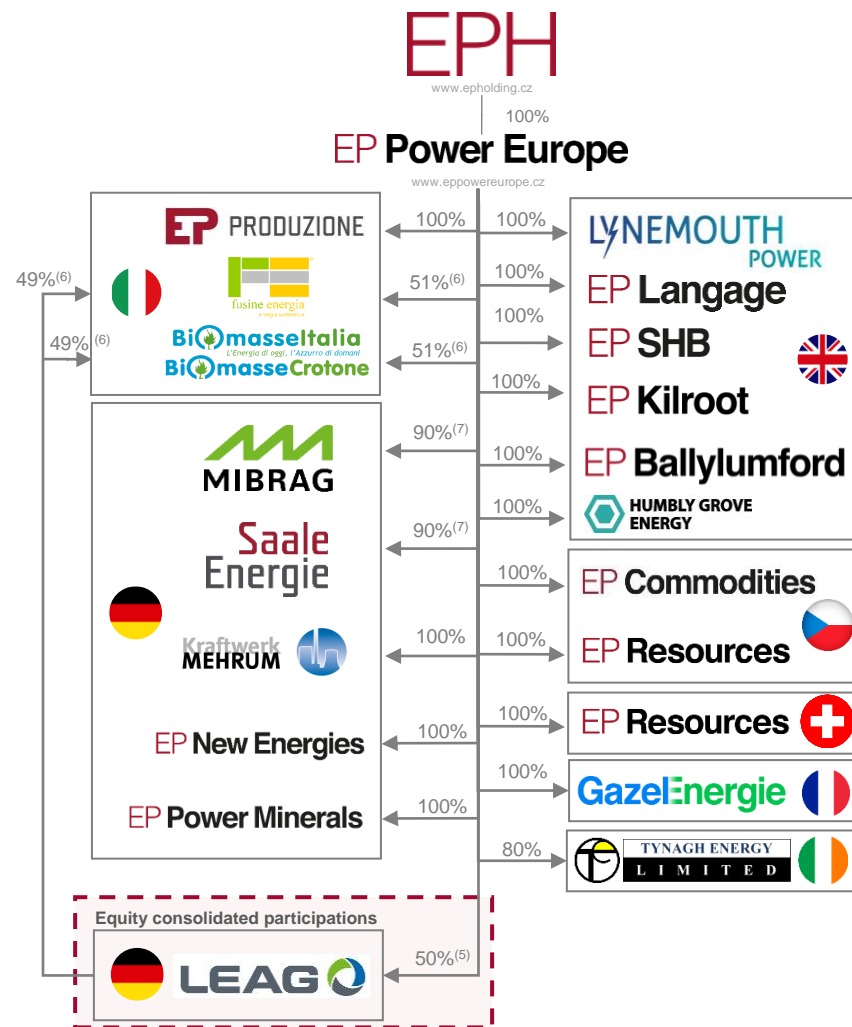 EPH
www.epholding.cz
100%
EP Power Europe
www.eppowereurope.cz
EP PRODUZIONE
100%
100%
LYNEMOUTH
POWER
49%(6)
fusine energia
51%(6)
100%
EP Langage
49% (6)
BiomasseItalia
L'Energia di oggi, l'Azzurro di domani
BiomasseCrotone
51%(6)
100%
EP SHB
100%
EP Kilroot
MIBRAG
90%(7)
100%
EP Ballylumford
100%
HUMBLY GROVE
ENERGY
Saale
Energie
90%(7)
100%
EP Commodities
Kraftwerk
MEHRUM
100%
100%
EP Resources
EP New Energies
100%
100%
EP Resources
100%
GazelEnergie
EP Power Minerals
100%
80%
TYNAGH ENERGY
LIMITED
Equity consolidated participations
LEAG
50%(5)